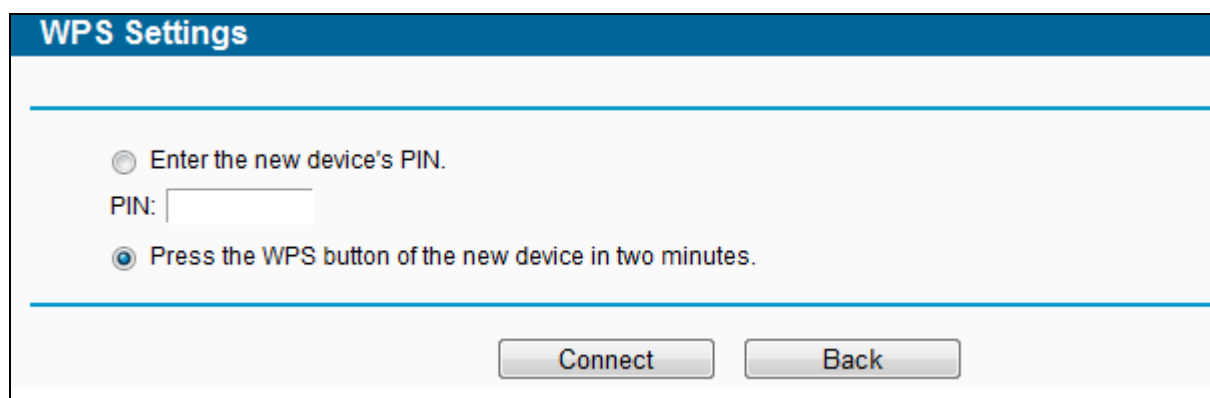 WPS Settings
Enter the new device's PIN.
PIN:
Press the WPS button of the new device in two minutes.
Connect Back